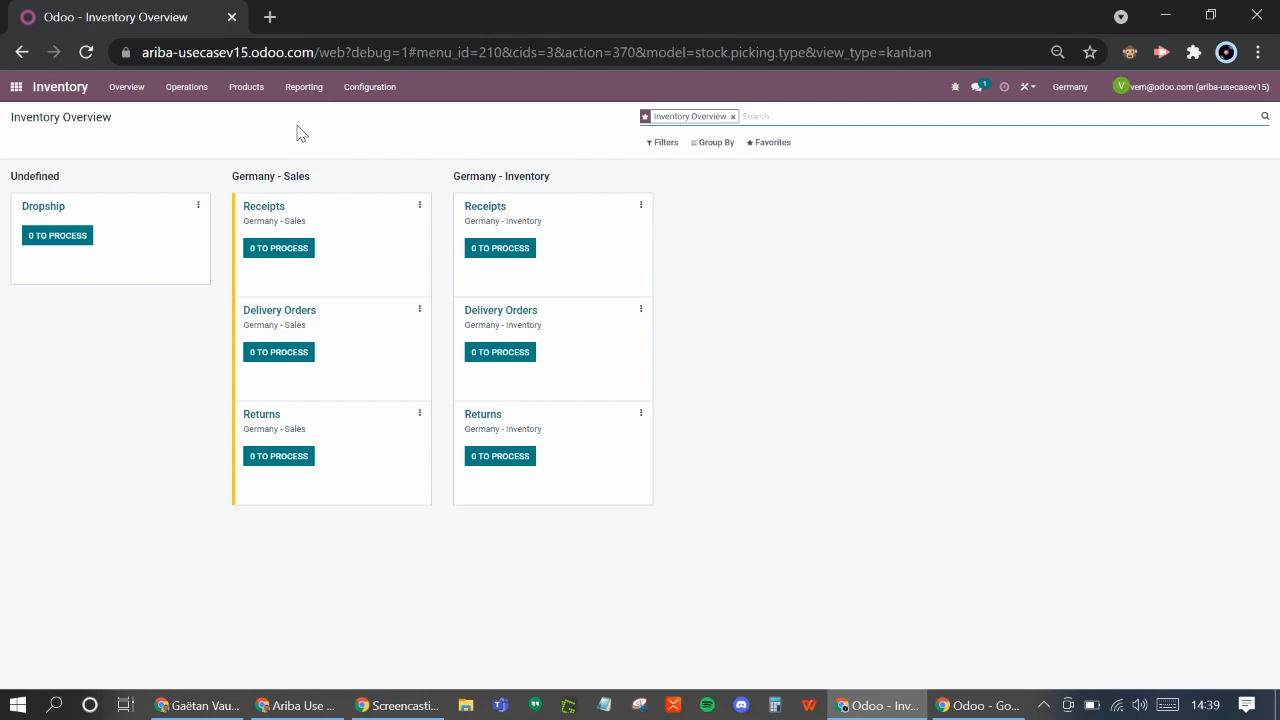 Odoo - Inventory Overview
ariba-usecasev15.odoo.com/web?debug=1#menu_id=210&cids=3&action=370&model=stock.picking.type&view_type=kanban
Inventory Overview Operations Products Reporting Configuration 1 Germany V vem@odoo.com (ariba-usecasev15)
Inventory Overview
Inventory Overview × Search...
Filters Group By Favorites
Undefined Germany - Sales Germany - Inventory
Dropship
0 TO PROCESS
Receipts
Germany - Sales
0 TO PROCESS
Delivery Orders
Germany - Sales
0 TO PROCESS
Returns
Germany - Sales
0 TO PROCESS
Receipts
Germany - Inventory
0 TO PROCESS
Delivery Orders
Germany - Inventory
0 TO PROCESS
Returns
Germany - Inventory
0 TO PROCESS
Gaëtan Vau... Ariba Use ... Screencasti... Odoo - Inv... Odoo - Go... 14:39